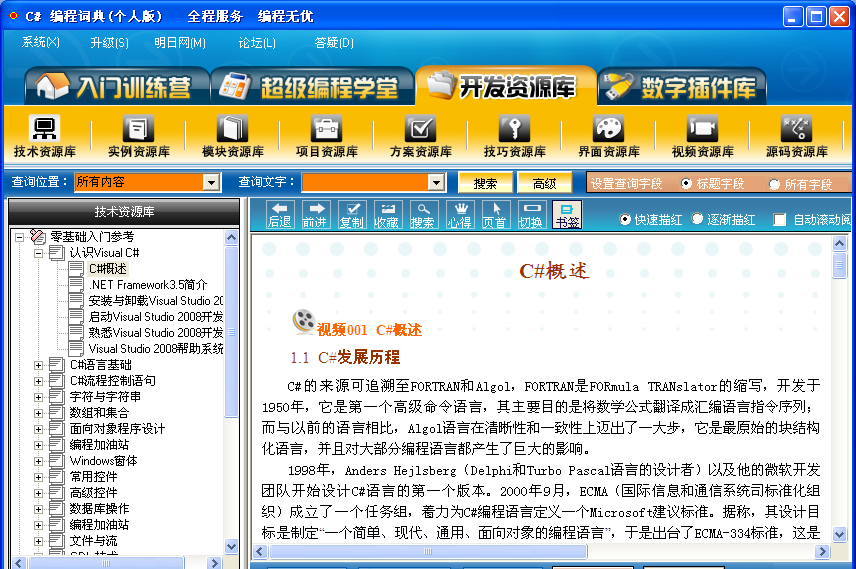 C# 编程词典(个人版) 全程服务 编程无忧
系统(X) 升级(S) 明日网(M) 论坛(L) 答疑(D)
入门训练营 超级编程学堂 开发资源库 数字插件库
技术资源库 实例资源库 模块资源库 项目资源库 方案资源库 技巧资源库 界面资源库 视频资源库 源码资源库
查询位置： 所有内容 查询文字： 搜索 高级 设置查询字段 标题字段 所有字段
技术资源库
后退 前进 复制 收藏 搜索 心得 页首 切换 书签 快速描红 逐渐描红 自动滚动阅
零基础入门参考
认识Visual C#
C#概述
.NET Framework3.5简介
安装与卸载Visual Studio 20
启动Visual Studio 2008开发
熟悉Visual Studio 2008开发
Visual Studio 2008帮助系统
C#语言基础
C#流程控制语句
字符与字符串
数组和集合
面向对象程序设计
编程加油站
Windows窗体
常用控件
高级控件
数据库操作
编程加油站
文件与流
C#概述
视频001 C#概述
1.1 C#发展历程
C#的来源可追溯至FORTRAN和Algol，FORTRAN是FORmula TRANslator的缩写，开发于
1950年，它是第一个高级命令语言，其主要目的是将数学公式翻译成汇编语言指令序列；
而与以前的语言相比，Algol语言在清晰性和一致性上迈出了一大步，它是最原始的块结构
化语言，并且对大部分编程语言都产生了巨大的影响。
1998年，Anders Hejlsberg（Delphi和Turbo Pascal语言的设计者）以及他的微软开发
团队开始设计C#语言的第一个版本。2000年9月，ECMA（国际信息和通信系统司标准化组
织）成立了一个任务组，着力为C#编程语言定义一个Microsoft建议标准。据称，其设计目
标是制定“一个简单、现代、通用、面向对象的编程语言”，于是出台了ECMA-334标准，这是